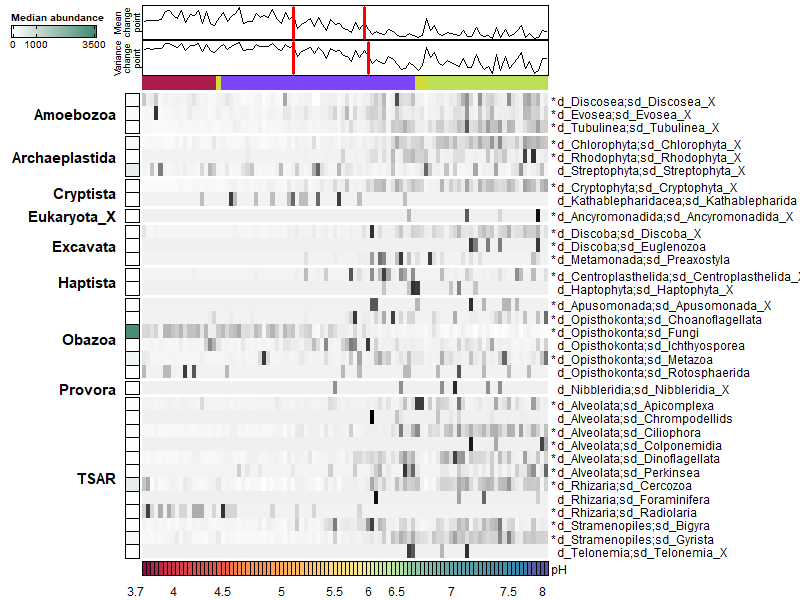 Median abundance
0 1000 3500
Mean change point
Variance change point
Amoebozoa
*d_Discosea;sd_Discosea_X
*d_Evosea;sd_Evosea_X
*d_Tubulinea;sd_Tubulinea_X
Archaeplastida
*d_Chlorophyta;sd_Chlorophyta_X
*d_Rhodophyta;sd_Rhodophyta_X
d_Streptophyta;sd_Streptophyta_X
Cryptista
*d_Cryptophyta;sd_Cryptophyta_X
d_Kathablepharidacea;sd_Kathablepharida
Eukaryota_X
*d_Ancyromonadida;sd_Ancyromonadida_X
Excavata
*d_Discoba;sd_Discoba_X
*d_Discoba;sd_Euglenozoa
*d_Metamonada;sd_Preaxostyla
Haptista
*d_Centroplasthelida;sd_Centroplasthelida_X
d_Haptophyta;sd_Haptophyta_X
Obazoa
*d_Apusomonada;sd_Apusomonada_X
*d_Opisthokonta;sd_Choanoflagellata
*d_Opisthokonta;sd_Fungi
d_Opisthokonta;sd_Ichthyosporea
*d_Opisthokonta;sd_Metazoa
d_Opisthokonta;sd_Rotosphaerida
Provora
d_Nibbleridia;sd_Nibbleridia_X
TSAR
*d_Alveolata;sd_Apicomplexa
d_Alveolata;sd_Chrompodellids
*d_Alveolata;sd_Ciliophora
*d_Alveolata;sd_Colponemidia
*d_Alveolata;sd_Dinoflagellata
*d_Alveolata;sd_Perkinsea
*d_Rhizaria;sd_Cercozoa
d_Rhizaria;sd_Foraminifera
*d_Rhizaria;sd_Radiolaria
*d_Stramenopiles;sd_Bigyra
*d_Stramenopiles;sd_Gyrista
d_Telonemia;sd_Telonemia_X
pH
3.7 4 4.5 5 5.5 6 6.5 7 7.5 8